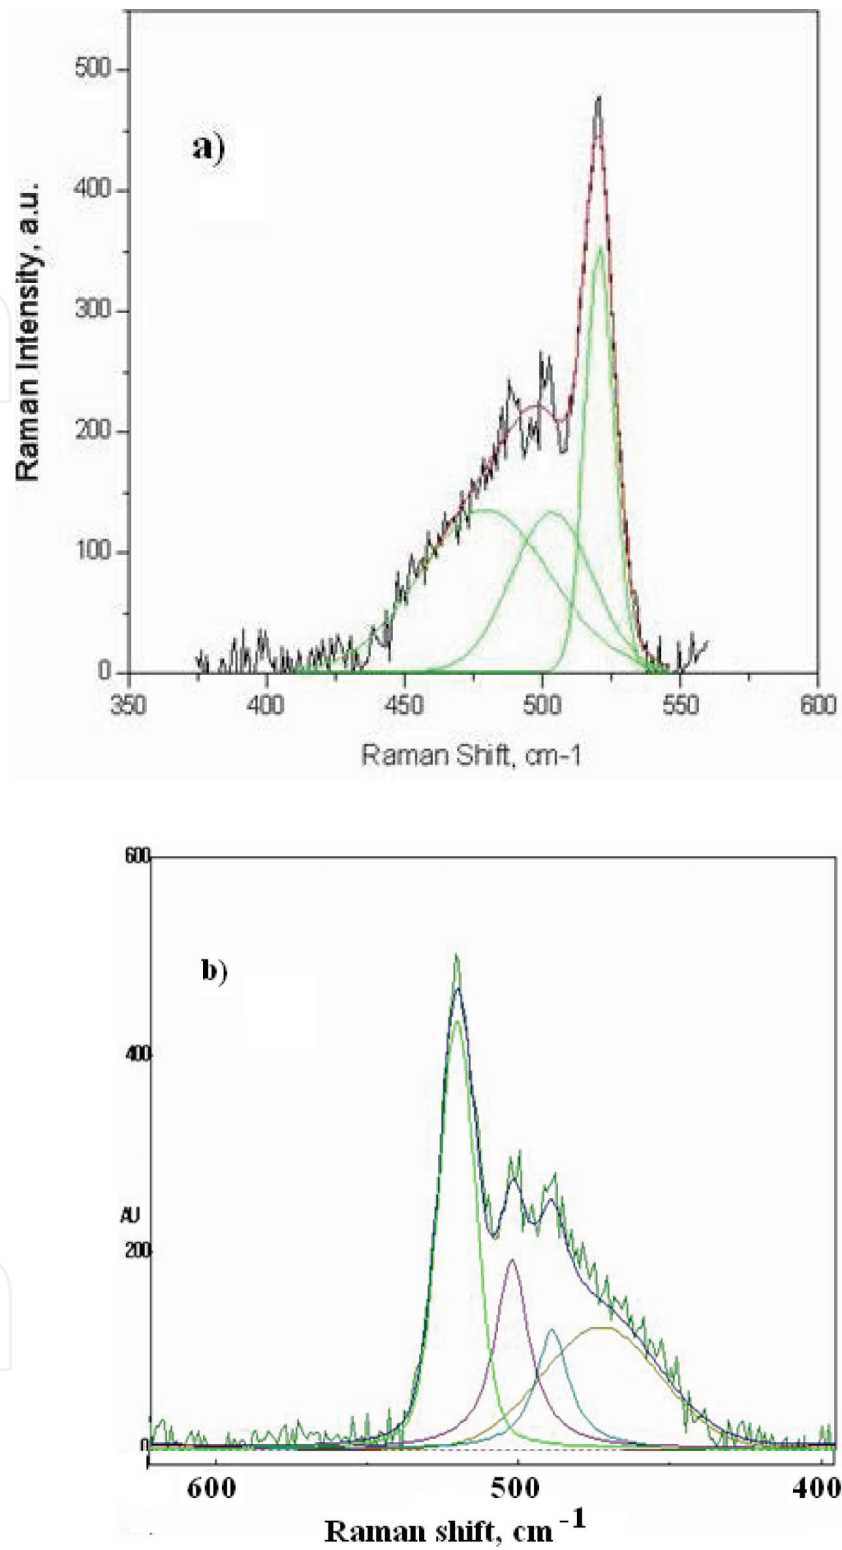 a)
Raman Intensity, a.u.
500
400
300
200
100
0
350 400 450 500 550 600
Raman Shift, cm-1
b)
600
400
AU
200
0
600 500 400
Raman shift, cm -1